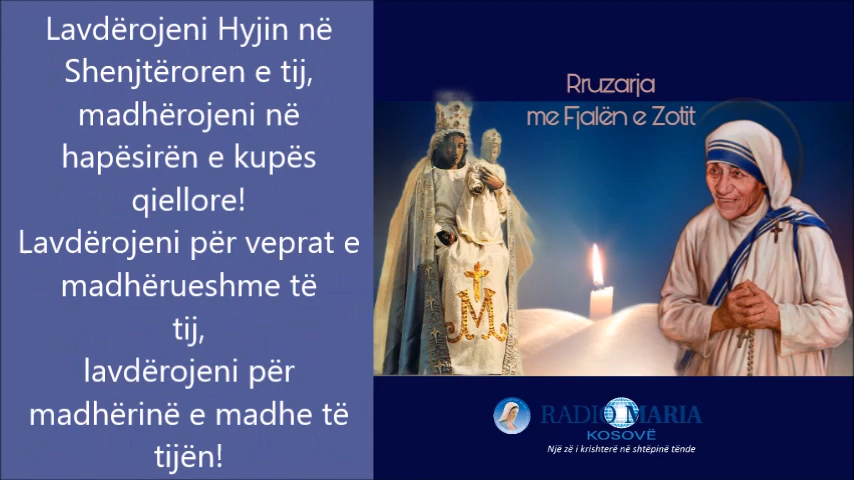 Lavdërojeni Hyjin në
Shenjtëroren e tij,
madhërojeni në
hapësirën e kupës
qiellore!
Lavdërojeni për veprat e
madhërueshme të
tij,
lavdërojeni për
madhërinë e madhe të
tijën!
Rruzarja
me Fjalën e Zotit
M
RADIO MARIA
KOSOVË
Një zë i krishterë në shtëpinë tënde